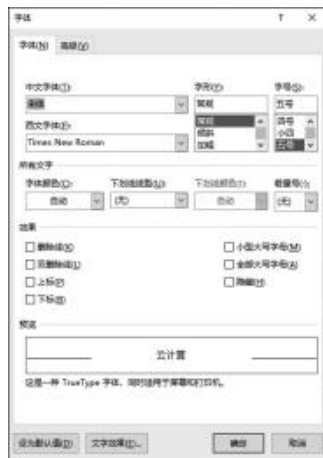 字体 ? X
字体(N) 高级(V)
中文字体(T): 字形(Y): 字号(S):
宋体 常规 五号
西文字体(F): 常规 四号
Times New Roman 倾斜 小四
加粗 五号
所有文字
字体颜色(C): 下划线线型(U): 下划线颜色(I): 着重号(·):
自动 (无) 自动 (无)
效果
删除线(K) 小型大写字母(M)
双删除线(L) 全部大写字母(A)
上标(P) 隐藏(H)
下标(B)
预览
云计算
这是一种 TrueType 字体，同时适用于屏幕和打印机。
设为默认值(D) 文字效果(E)... 确定 取消